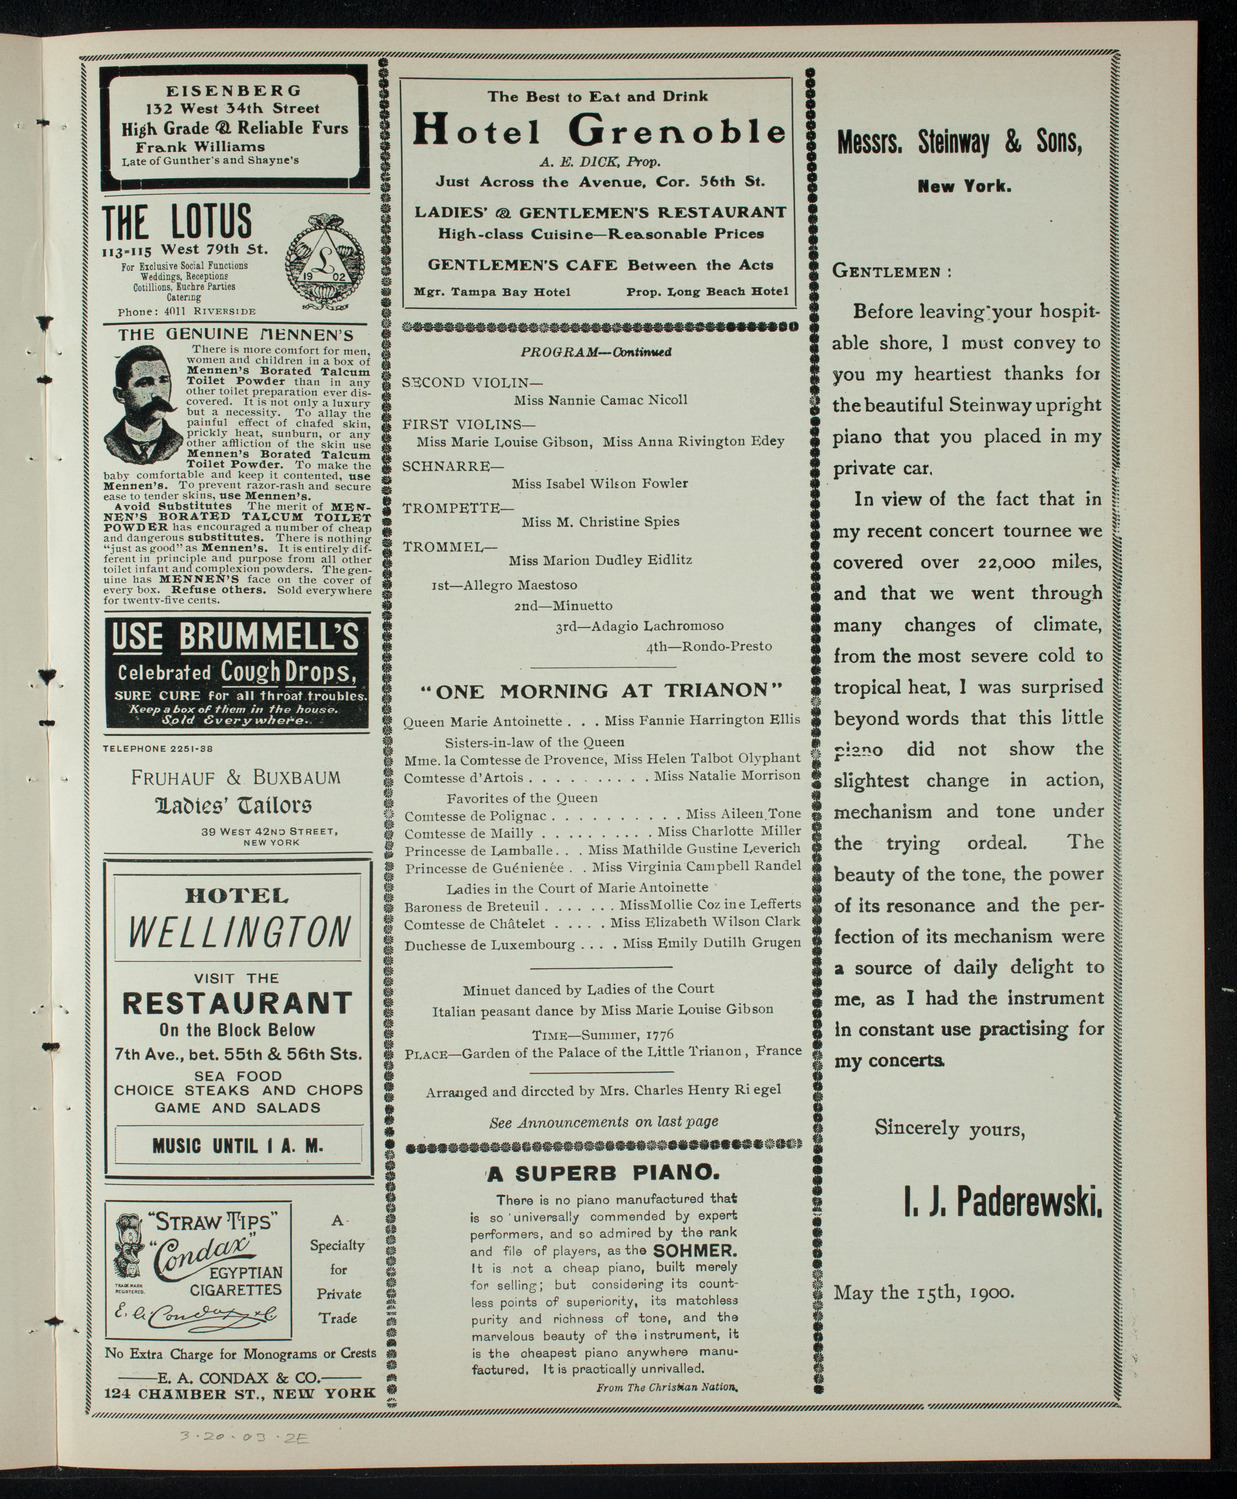 EISENBERG
132 West 34th Street
High Grade & Reliable Furs
Frank Williams
Late of Gunther's and Shayne's
THE LOTUS
113-115 West 79th St.
For Exclusive Social Functions
Weddings, Receptions
Cotillions, Euchre Parties
Catering
Phone: 4011 RIVERSIDE
L
19 02
THE GENUINE MENNEN'S
There is more comfort for men,
women and children in a box of
Mennen's Borated Talcum
Toilet Powder than in any
other toilet preparation ever dis-
covered. It is not only a luxury
but a necessity. To allay the
painful effect of chafed skin,
prickly heat, sunburn, or any
other affliction of the skin use
Mennen's Borated Talcum
Toilet Powder. To make the
baby comfortable and keep it contented, use
Mennen's. To prevent razor-rash and secure
ease to tender skins, use Mennen's.
Avoid Substitutes The merit of MEN-
NEN'S BORATED TALCUM TOILET
POWDER has encouraged a number of cheap
and dangerous substitutes. There is nothing
"just as good" as Mennen's. It is entirely dif-
ferent in principle and purpose from all other
toilet infant and complexion powders. The gen-
uine has MENNEN'S face on the cover of
every box. Refuse others. Sold everywhere
for twenty-five cents.
USE BRUMMELL'S
Celebrated Cough Drops,
SURE CURE for all throat troubles.
Keep a box of them in the house.
Sold Everywhere.
TELEPHONE 2251-38
FRUHAUF & BUXBAUM
Ladies' Tailors
39 WEST 42ND STREET,
NEW YORK
HOTEL
WELLINGTON
VISIT THE
RESTAURANT
On the Block Below
7th Ave., bet. 55th & 56th Sts.
SEA FOOD
CHOICE STEAKS AND CHOPS
GAME AND SALADS
MUSIC UNTIL 1 A. M.
"STRAW TIPS"
"Condax"
EGYPTIAN
CIGARETTES
TRADE MARK
REGISTERED.
E. A. Condax & Co
A
Specialty
for
Private
Trade
No Extra Charge for Monograms or Crests
E. A. CONDAX & CO.
124 CHAMBER ST., NEW YORK
3·20·03·2E
The Best to Eat and Drink
Hotel Grenoble
A. E. DICK, Prop.
Just Across the Avenue, Cor. 56th St.
LADIES' & GENTLEMEN'S RESTAURANT
High-class Cuisine—Reasonable Prices
GENTLEMEN'S CAFE Between the Acts
Mgr. Tampa Bay Hotel Prop. Long Beach Hotel
PROGRAM—Continued
SECOND VIOLIN—
Miss Nannie Camac Nicoll
FIRST VIOLINS—
Miss Marie Louise Gibson, Miss Anna Rivington Edey
SCHNARRE—
Miss Isabel Wilson Fowler
TROMPETTE—
Miss M. Christine Spies
TROMMEL—
Miss Marion Dudley Eidlitz
1st—Allegro Maestoso
2nd—Minuetto
3rd—Adagio Lachromoso
4th—Rondo-Presto
"ONE MORNING AT TRIANON"
Queen Marie Antoinette . . . Miss Fannie Harrington Ellis
Sisters-in-law of the Queen
Mme. la Comtesse de Provence, Miss Helen Talbot Olyphant
Comtesse d'Artois . . . . . . . . . . Miss Natalie Morrison
Favorites of the Queen
Comtesse de Polignac . . . . . . . . . . Miss Aileen Tone
Comtesse de Mailly . . . . . . . . . . Miss Charlotte Miller
Princesse de Lamballe . . . Miss Mathilde Gustine Leverich
Princesse de Guénienée . . Miss Virginia Campbell Randel
Ladies in the Court of Marie Antoinette
Baroness de Breteuil . . . . . . . MissMollie Coz ine Lefferts
Comtesse de Châtelet . . . . . Miss Elizabeth Wilson Clark
Duchesse de Luxembourg . . . . Miss Emily Dutilh Grugen
Minuet danced by Ladies of the Court
Italian peasant dance by Miss Marie Louise Gibson
TIME—Summer, 1776
PLACE—Garden of the Palace of the Little Trianon, France
Arranged and dircted by Mrs. Charles Henry Riegel
See Announcements on last page
A SUPERB PIANO.
There is no piano manufactured that
is so universally commended by expert
performers, and so admired by the rank
and file of players, as the SOHMER.
It is not a cheap piano, built merely
for selling; but considering its count-
less points of superiority, its matchless
purity and richness of tone, and the
marvelous beauty of the instrument, it
is the cheapest piano anywhere manu-
factured. It is practically unrivalled.
From The Christian Nation.
Messrs. Steinway & Sons,
New York.
GENTLEMEN :
Before leaving your hospit-
able shore, I must convey to
you my heartiest thanks for
the beautiful Steinway upright
piano that you placed in my
private car.
In view of the fact that in
my recent concert tournee we
covered over 22,000 miles,
and that we went through
many changes of climate,
from the most severe cold to
tropical heat, I was surprised
beyond words that this little
piano did not show the
slightest change in action,
mechanism and tone under
the trying ordeal. The
beauty of the tone, the power
of its resonance and the per-
fection of its mechanism were
a source of daily delight to
me, as I had the instrument
in constant use practising for
my concerts.
Sincerely yours,
I. J. Paderewski.
May the 15th, 1900.